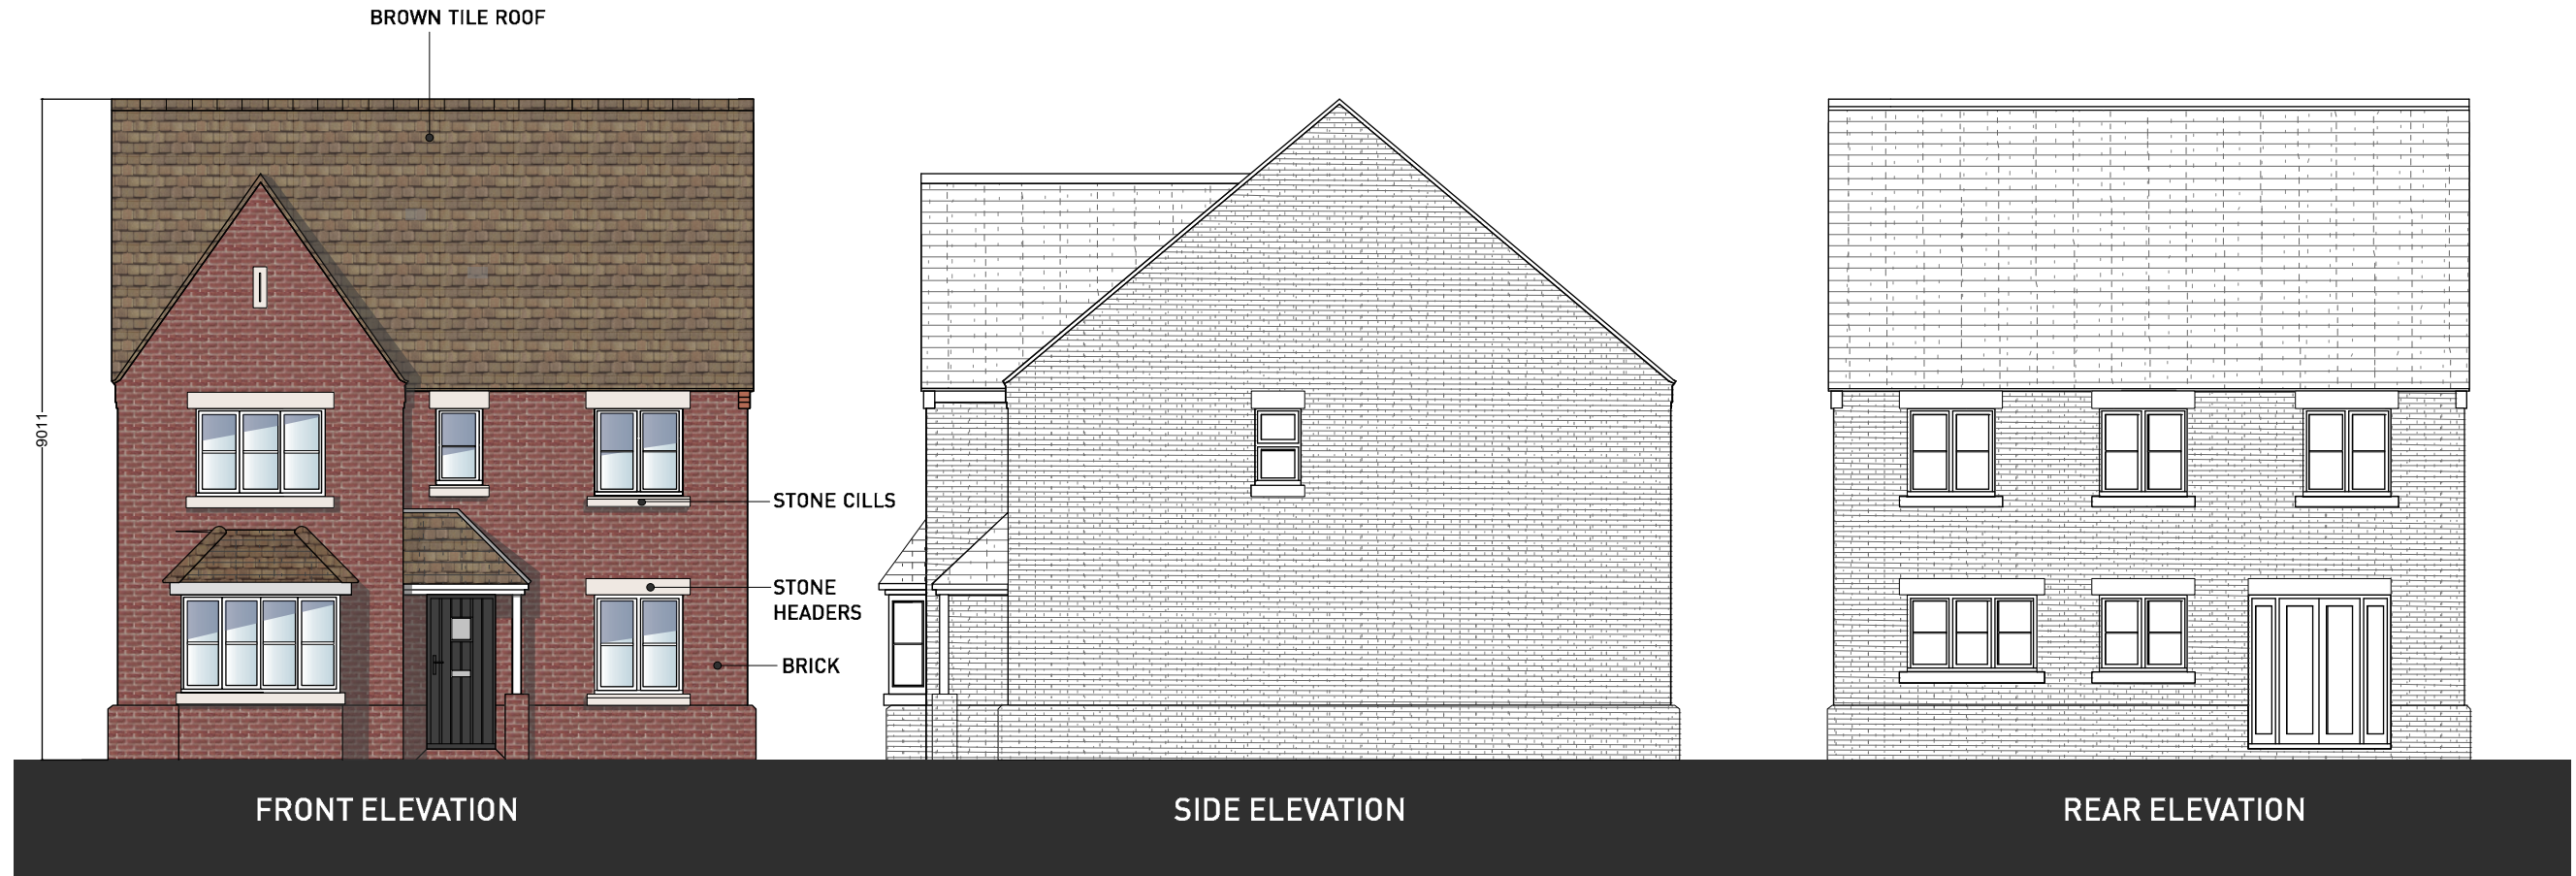 BROWN TILE ROOF
9011
STONE CILLS
STONE
HEADERS
BRICK
FRONT ELEVATION
SIDE ELEVATION
REAR ELEVATION